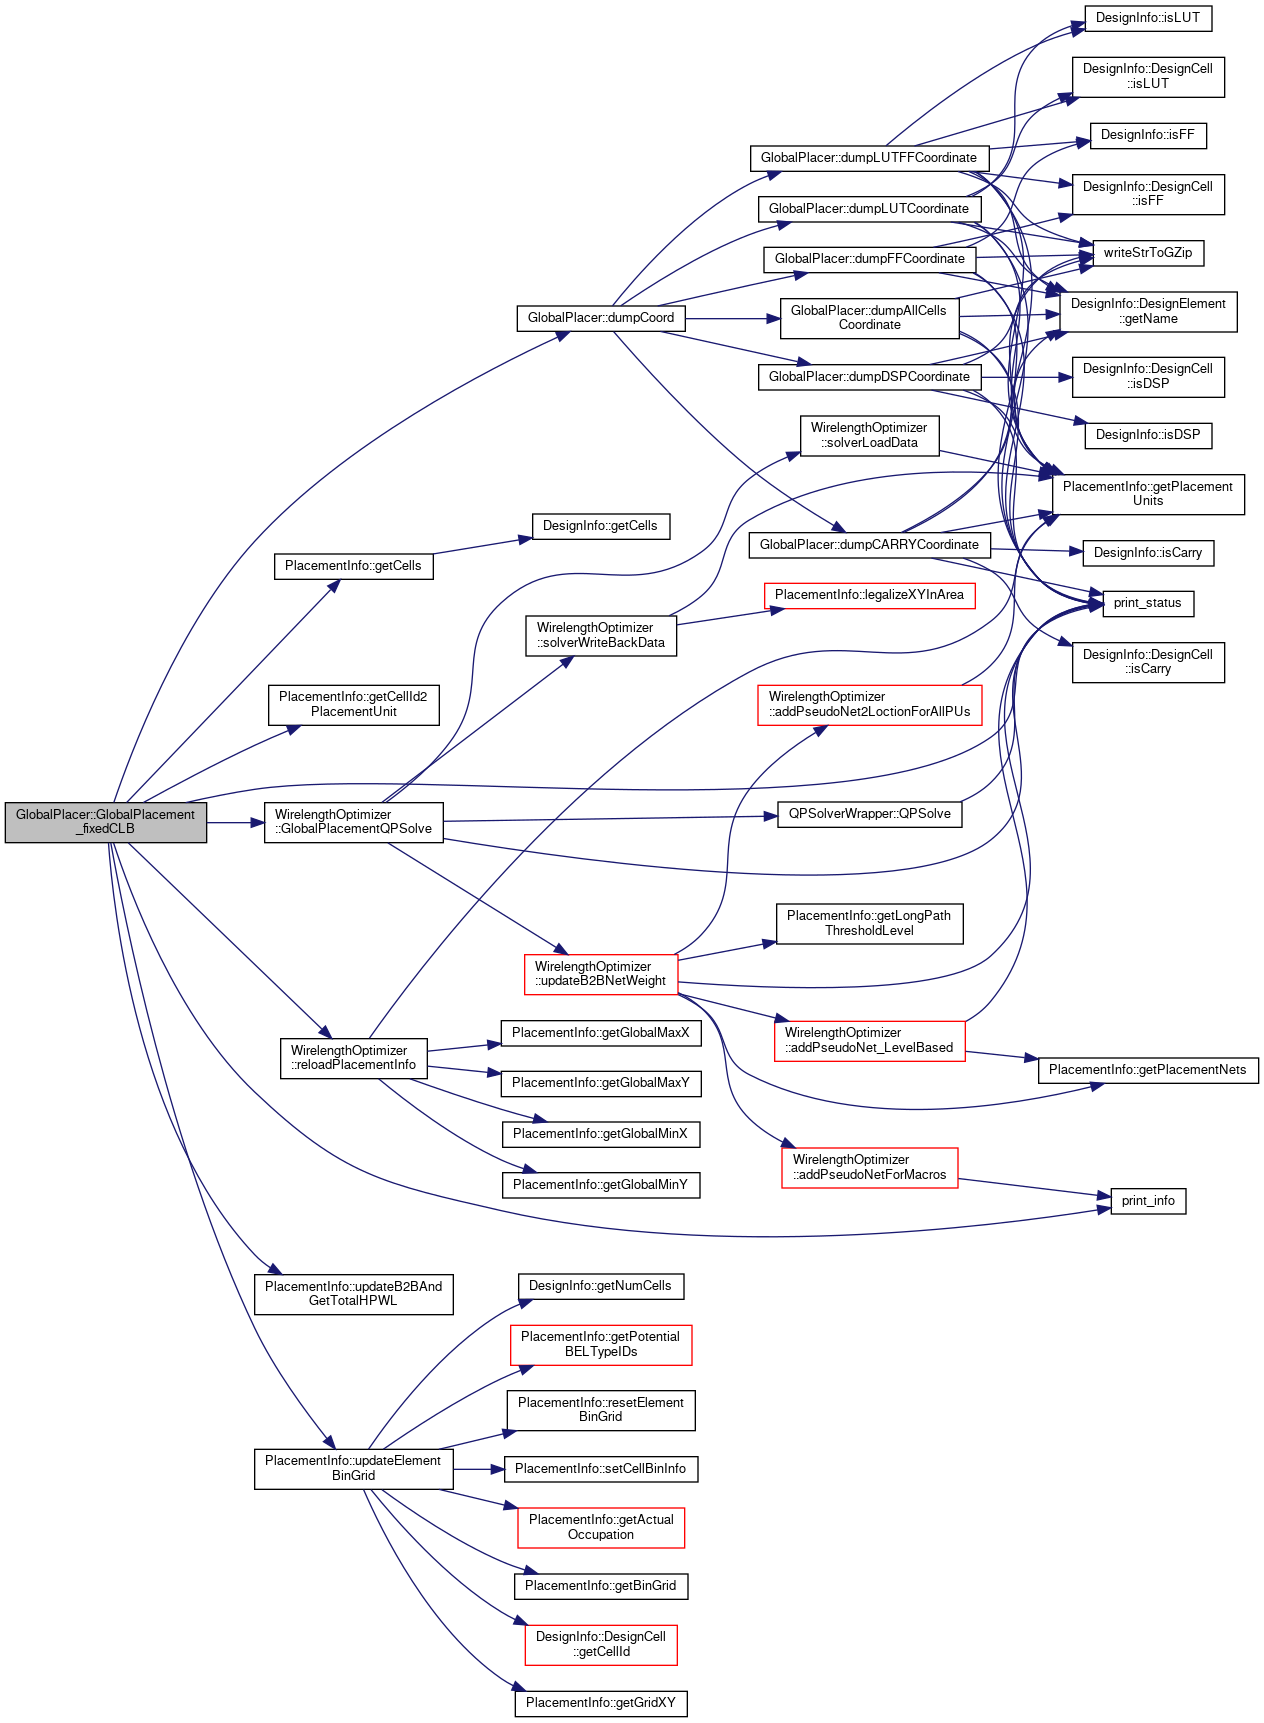 GlobalPlacer::GlobalPlacement
_fixedCLB
GlobalPlacer::dumpCoord
PlacementInfo::getCells
DesignInfo::getCells
PlacementInfo::getCellId2
PlacementUnit
WirelengthOptimizer
::GlobalPlacementQPSolve
WirelengthOptimizer
::reloadPlacementInfo
PlacementInfo::updateB2BAnd
GetTotalHPWL
PlacementInfo::updateElement
BinGrid
WirelengthOptimizer
::solverWriteBackData
WirelengthOptimizer
::updateB2BNetWeight
PlacementInfo::getGlobalMaxX
PlacementInfo::getGlobalMaxY
PlacementInfo::getGlobalMinX
PlacementInfo::getGlobalMinY
DesignInfo::getNumCells
PlacementInfo::getPotential
BELTypeIDs
PlacementInfo::resetElement
BinGrid
PlacementInfo::setCellBinInfo
PlacementInfo::getActual
Occupation
PlacementInfo::getBinGrid
DesignInfo::DesignCell
::getCellId
PlacementInfo::getGridXY
GlobalPlacer::dumpLUTFFCoordinate
GlobalPlacer::dumpLUTCoordinate
GlobalPlacer::dumpFFCoordinate
GlobalPlacer::dumpAllCells
Coordinate
GlobalPlacer::dumpDSPCoordinate
WirelengthOptimizer
::solverLoadData
GlobalPlacer::dumpCARRYCoordinate
PlacementInfo::legalizeXYInArea
WirelengthOptimizer
::addPseudoNet2LoctionForAllPUs
QPSolverWrapper::QPSolve
PlacementInfo::getLongPath
ThresholdLevel
WirelengthOptimizer
::addPseudoNet_LevelBased
WirelengthOptimizer
::addPseudoNetForMacros
DesignInfo::isLUT
DesignInfo::DesignCell
::isLUT
DesignInfo::isFF
DesignInfo::DesignCell
::isFF
writeStrToGZip
DesignInfo::DesignElement
::getName
DesignInfo::DesignCell
::isDSP
DesignInfo::isDSP
PlacementInfo::getPlacement
Units
DesignInfo::isCarry
print_status
DesignInfo::DesignCell
::isCarry
PlacementInfo::getPlacementNets
print_info